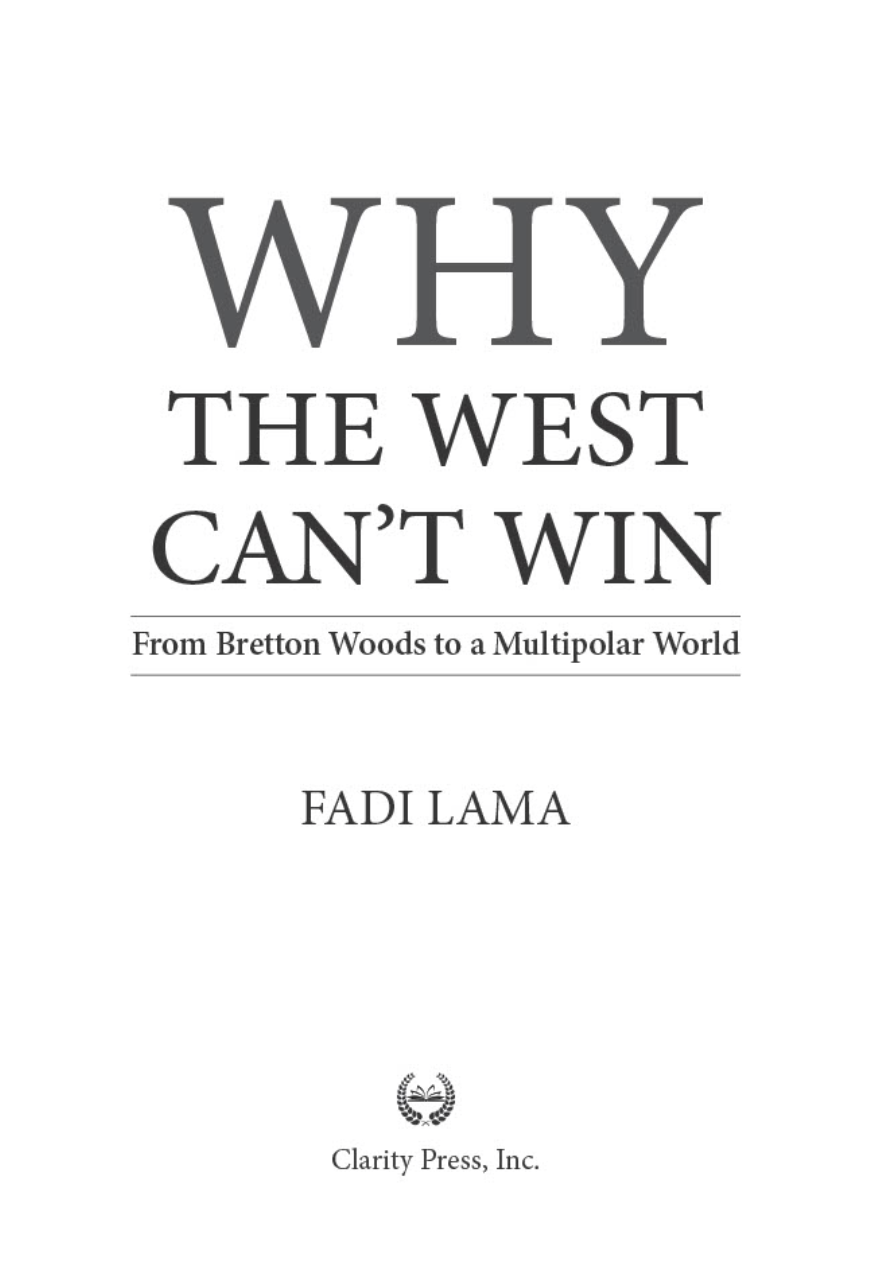 WHY
THE WEST
CAN’T WIN
From Bretton Woods to a Multipolar World
FADI LAMA
Clarity Press, Inc.